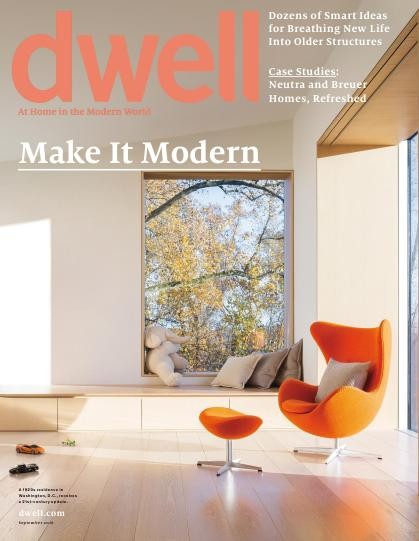 dwell
At Home in the Modern World
Dozens of Smart Ideas
for Breathing New Life
Into Older Structures
Case Studies:
Neutra and Breuer
Homes, Refreshed
Make It Modern
A 1920s residence in
Washington, D.C., receives
a 21st-century update.
dwell.com